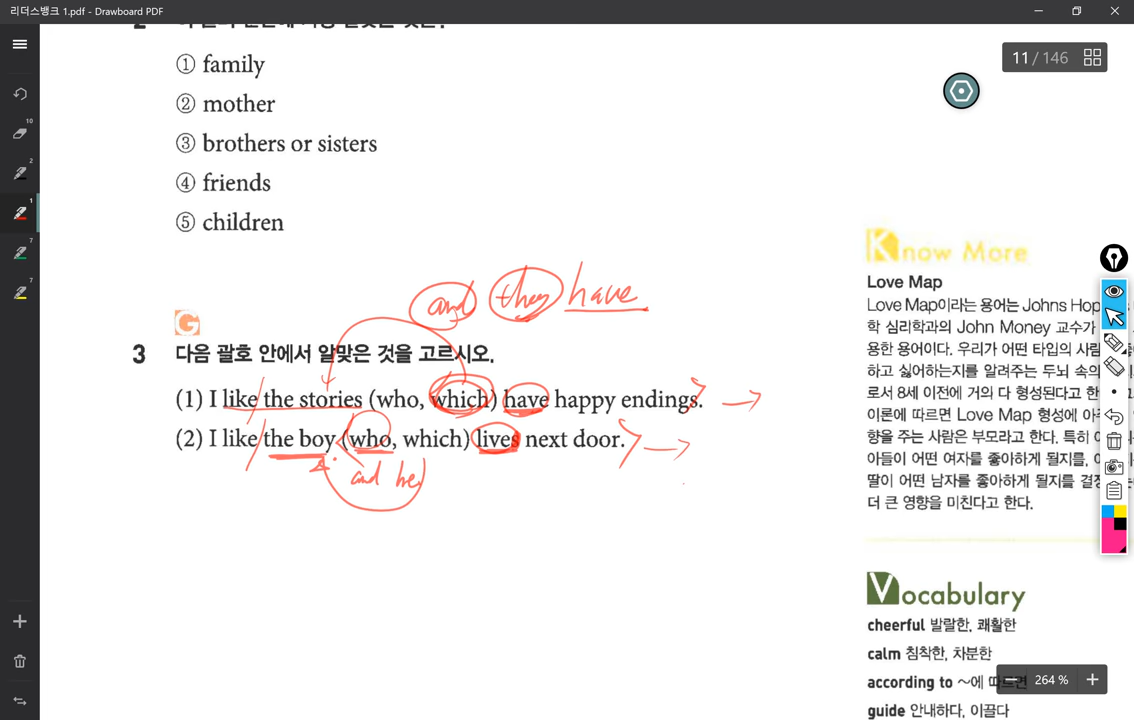 리더스뱅크 1.pdf - Drawboard PDF
11 / 146
① family
② mother
③ brothers or sisters
④ friends
⑤ children
and they have
G
3 다음 괄호 안에서 알맞은 것을 고르시오.
(1) I like the stories (who, which) have happy endings.
(2) I like the boy (who, which) lives next door.
and he
Know More
Love Map
Love Map이라는 용어는 Johns Hop
학 심리학과의 John Money 교수가
용한 용어이다. 우리가 어떤 타입의 사람
하고 싫어하는지를 알려주는 두뇌 속의
로서 8세 이전에 거의 다 형성된다고 한
이론에 따르면 Love Map 형성에 아주
향을 주는 사람은 부모라고 한다. 특히
아들이 어떤 여자를 좋아하게 될지를,
딸이 어떤 남자를 좋아하게 될지를 결정
더 큰 영향을 미친다고 한다.
Vocabulary
cheerful 발랄한, 쾌활한
calm 침착한, 차분한
according to ~에 따르면
guide 안내하다, 이끌다
264 %
10
2
1
7
7